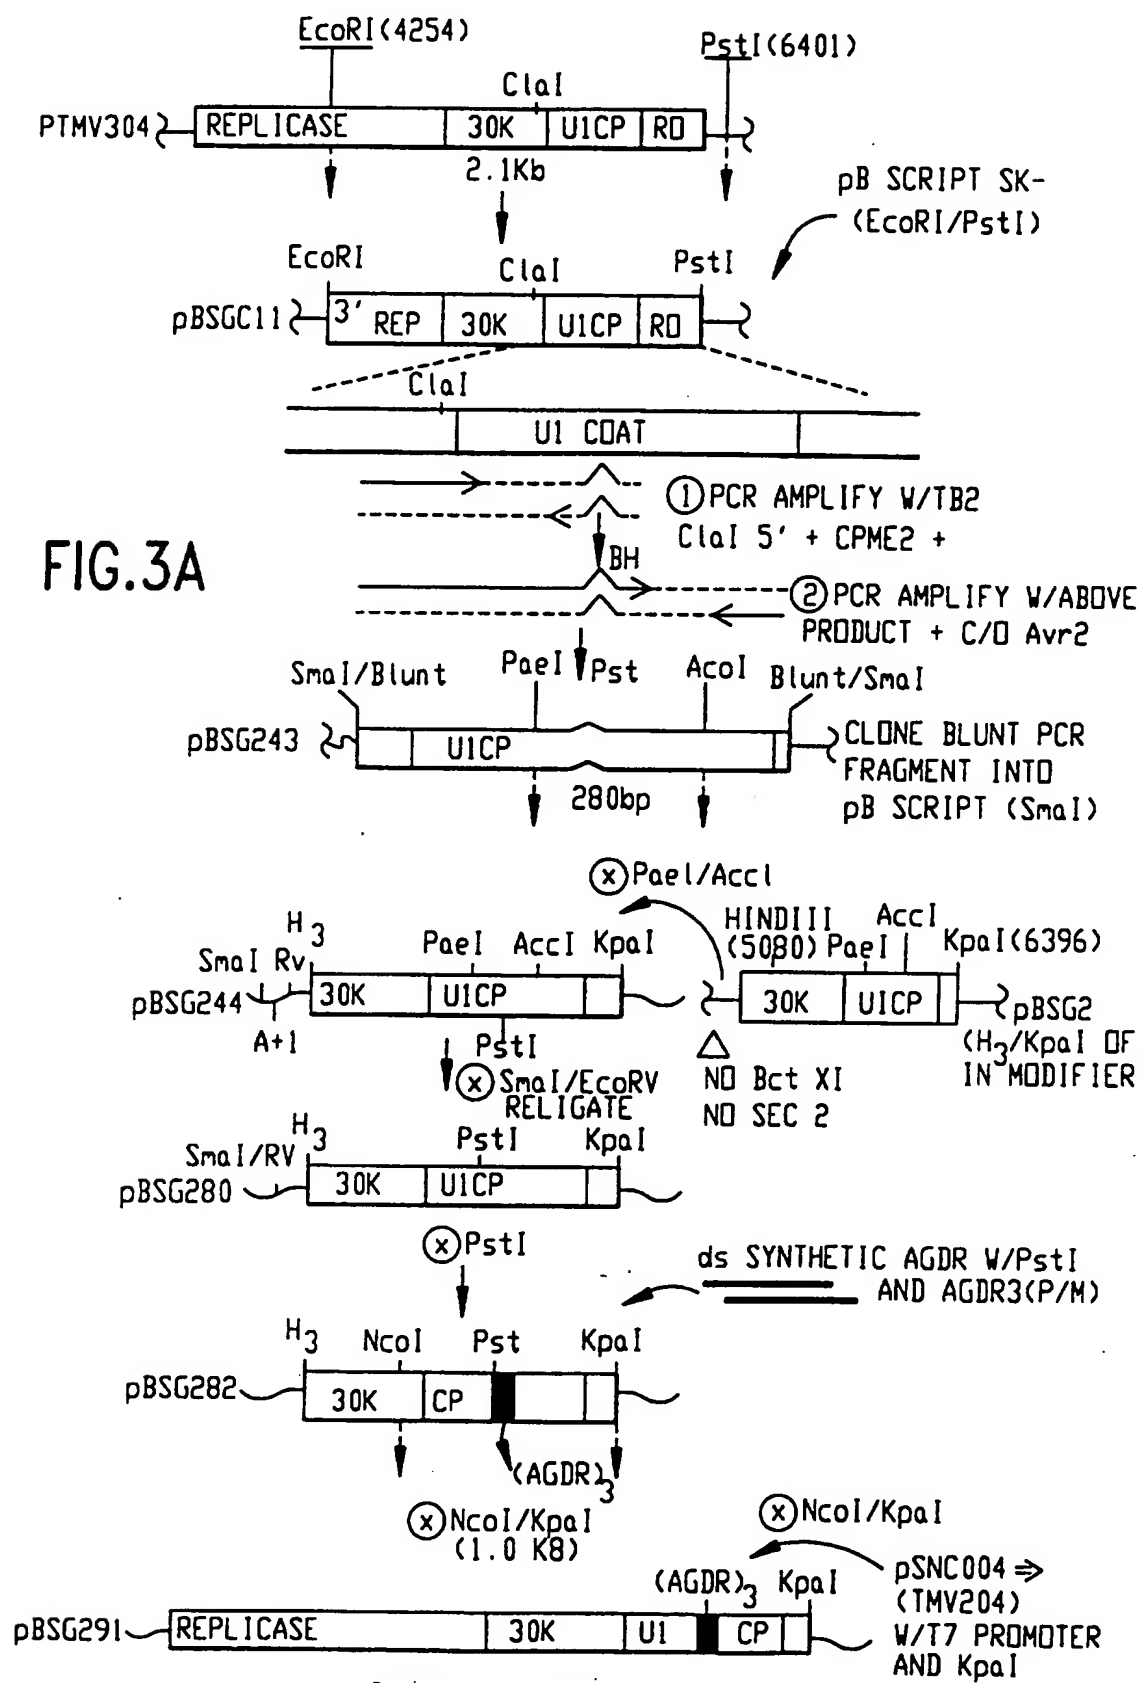 EcoRI(4254)
PstI(6401)
ClaI
PTMV304
REPLICASE 30K U1CP RO
2.1Kb
pB SCRIPT SK-
(EcoRI/PstI)
EcoRI ClaI PstI
pBSGC11
3' REP 30K U1CP RO
ClaI
U1 COAT
① PCR AMPLIFY W/TB2
ClaI 5' + CPME2 +
BH
FIG.3A
② PCR AMPLIFY W/ABOVE
PRODUCT + C/O Avr2
SmaI/Blunt PaeI Pst AcoI Blunt/SmaI
pBSG243
U1CP
CLONE BLUNT PCR
FRAGMENT INTO
pB SCRIPT (SmaI)
280bp
ⓧ PaeI/AccI
H3
SmaI Rv
PaeI AccI KpaI
HINDIII
(5080)
PaeI
AccI
KpaI(6396)
pBSG244
30K U1CP
A+1
PstI
30K U1CP
pBSG2
(H3/KpaI OF
IN MODIFIER
NO Bct XI
NO SEC 2
ⓧ SmaI/EcoRV
RELIGATE
H3
SmaI/RV
PstI KpaI
pBSG280
30K U1CP
ⓧ PstI
ds SYNTHETIC AGDR W/PstI
AND AGDR3(P/M)
H3 NcoI Pst KpaI
pBSG282
30K CP
(AGDR)3
ⓧ NcoI/KpaI
(1.0 K8)
ⓧ NcoI/KpaI
pSNC004 ⇒
(TMV204)
W/T7 PROMOTER
AND KpaI
(AGDR)3 KpaI
pBSG291
REPLICASE 30K U1 CP